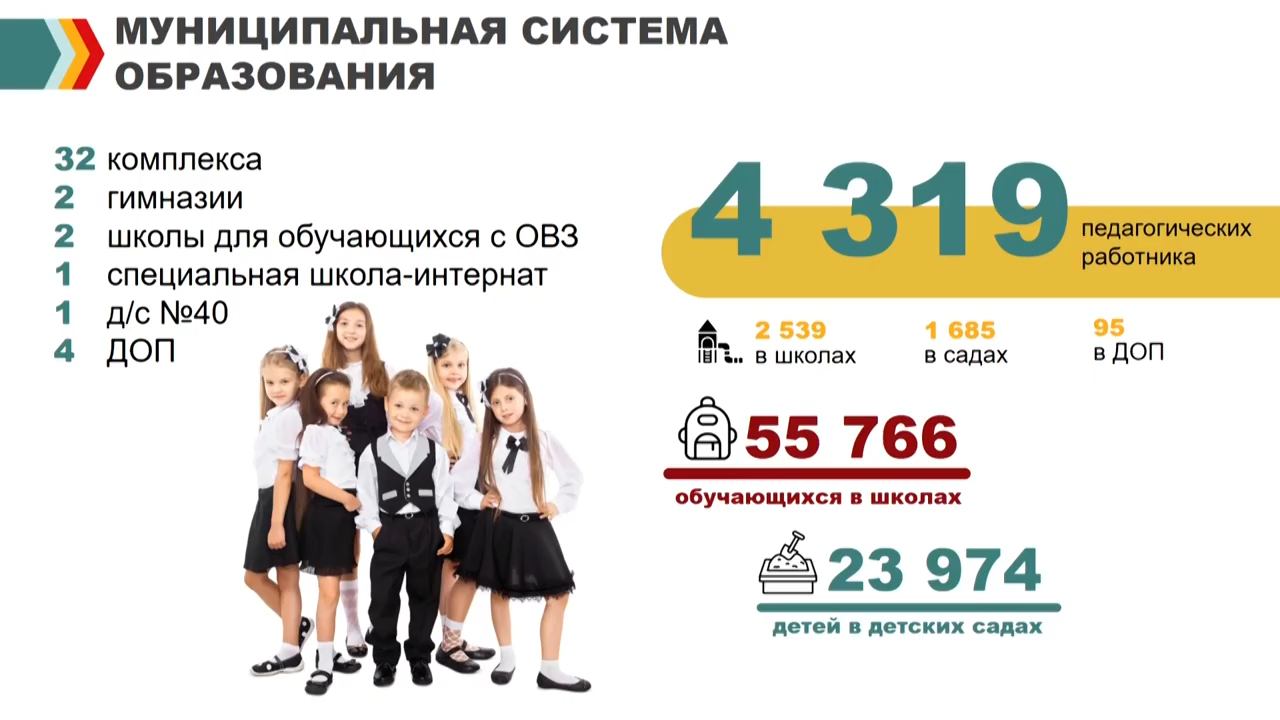 МУНИЦИПАЛЬНАЯ СИСТЕМА
ОБРАЗОВАНИЯ
32 комплекса
2 гимназии
2 школы для обучающихся с ОВЗ
1 специальная школа-интернат
1 д/с №40
4 ДОП
4 319
педагогических
работника
2 539
в школах
1 685
в садах
95
в ДОП
55 766
обучающихся в школах
23 974
детей в детских садах